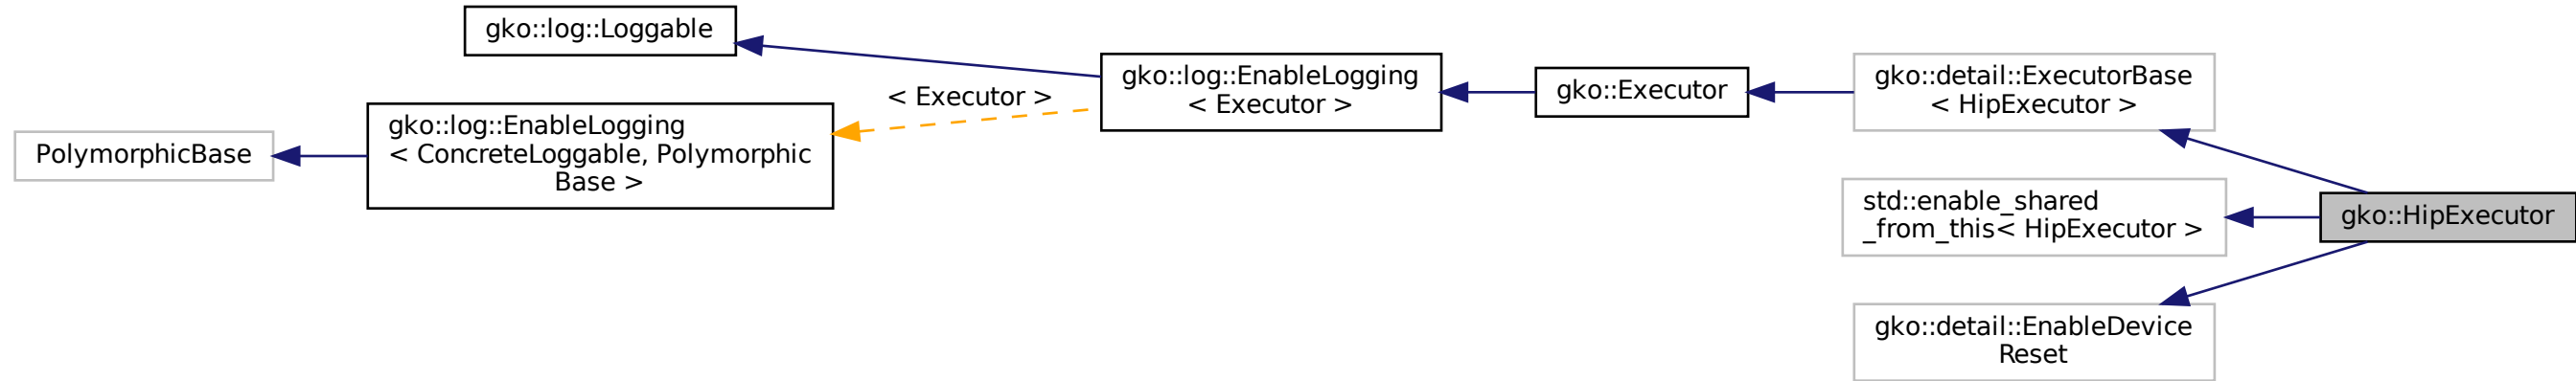 gko::log::Loggable
gko::log::EnableLogging
< Executor >
gko::Executor
gko::detail::ExecutorBase
< HipExecutor >
< Executor >
gko::log::EnableLogging
< ConcreteLoggable, Polymorphic
Base >
PolymorphicBase
std::enable_shared
_from_this< HipExecutor >
gko::HipExecutor
gko::detail::EnableDevice
Reset